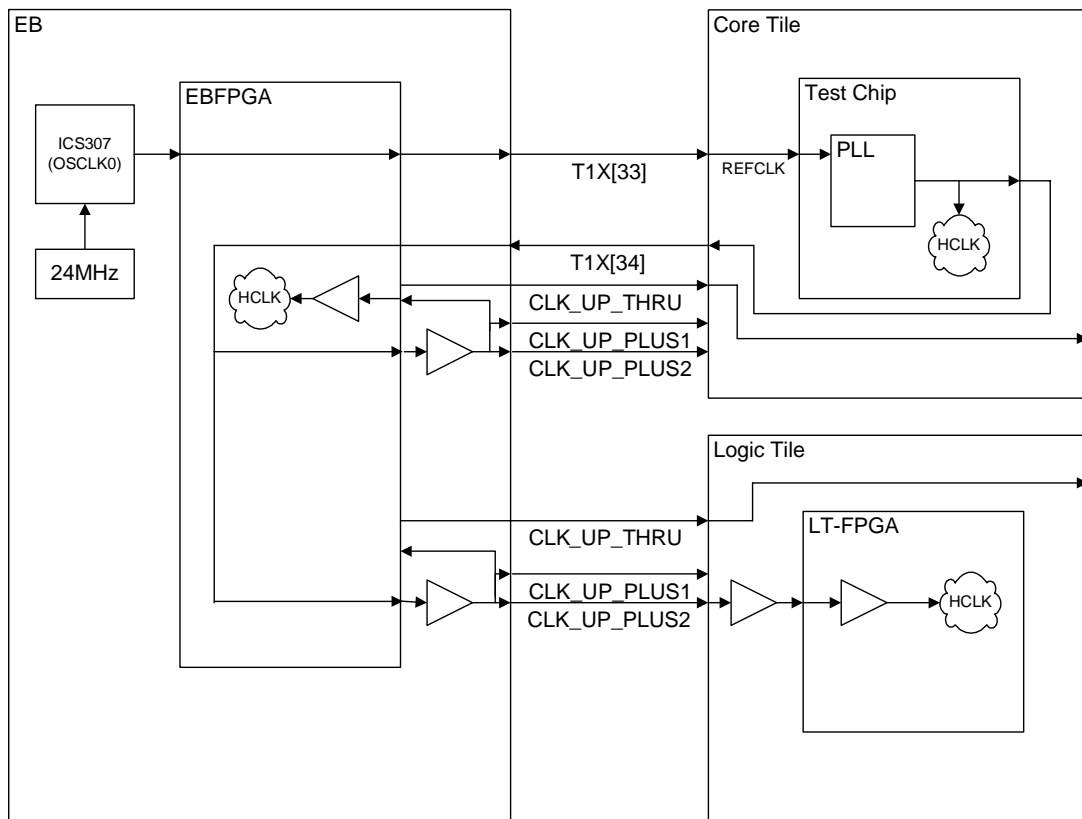 EB
Core Tile
EBFPGA
Test Chip
ICS307
(OSCLK0)
PLL
T1X[33]
REFCLK
HCLK
24MHz
T1X[34]
HCLK
CLK_UP_THRU
CLK_UP_PLUS1
CLK_UP_PLUS2
Logic Tile
LT-FPGA
CLK_UP_THRU
CLK_UP_PLUS1
CLK_UP_PLUS2
HCLK